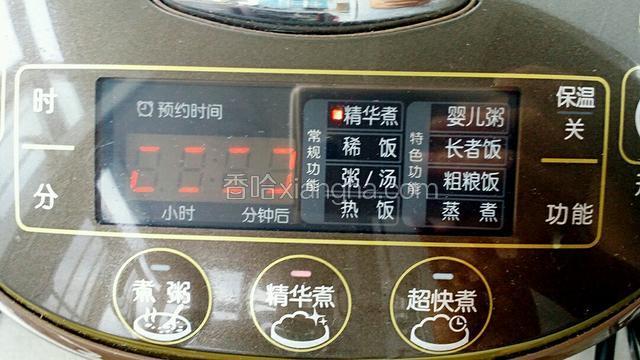 时
分
预约时间
小时 分钟后
常规功能
精华煮
稀饭
粥/汤
热饭
特色功能
婴儿粥
长者饭
粗粮饭
蒸煮
保温
关
功能
香哈xiangha.com
煮粥
精华煮
超快煮